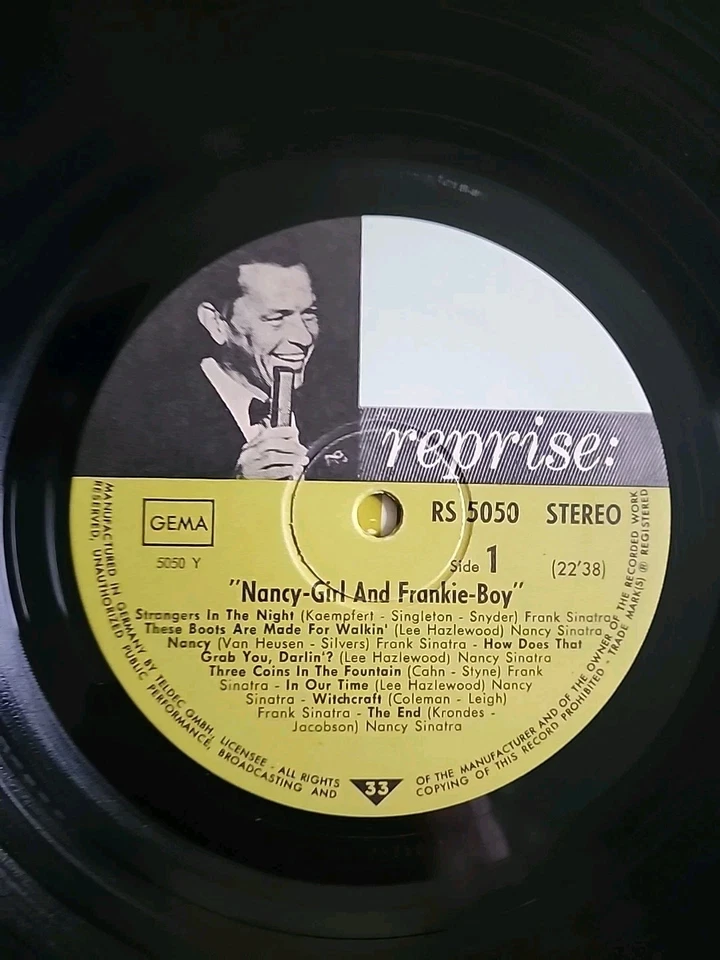 reprise:
GEMA
RS 5050 STEREO
5050 Y
Side 1
(22'38)
"Nancy-Girl And Frankie-Boy"
Strangers In The Night (Kaempfert - Singleton - Snyder) Frank Sinatra
These Boots Are Made For Walkin' (Lee Hazlewood) Nancy Sinatra
Nancy (Van Heusen - Silvers) Frank Sinatra - How Does That
Grab You, Darlin'? (Lee Hazlewood) Nancy Sinatra
Three Coins In The Fountain (Cahn - Styne) Frank
Sinatra - In Our Time (Lee Hazlewood) Nancy
Sinatra - Witchcraft (Coleman - Leigh)
Frank Sinatra - The End (Krondes -
Jacobson) Nancy Sinatra
33
MANUFACTURED IN GERMANY BY TELDEC GMBH, LICENSEE - ALL RIGHTS OF THE MANUFACTURER AND OF THE OWNER OF THE RECORDED WORK
RESERVED, UNAUTHORIZED PUBLIC PERFORMANCE, BROADCASTING AND COPYING OF THIS RECORD PROHIBITED - TRADE MARK(S) ® REGISTERED